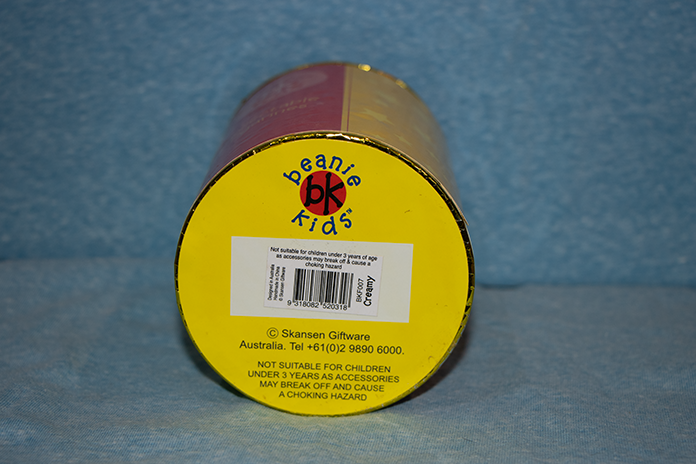 beanie
bk
kids™
Not suitable for children under 3 years of age
as accessories may break off & cause a
choking hazard
Designed in Australia
Handmade in China
© Skansen Giftware
9 318082 520318
BKF007
Creamy
© Skansen Giftware
Australia. Tel +61(0)2 9890 6000.
NOT SUITABLE FOR CHILDREN
UNDER 3 YEARS AS ACCESSORIES
MAY BREAK OFF AND CAUSE
A CHOKING HAZARD